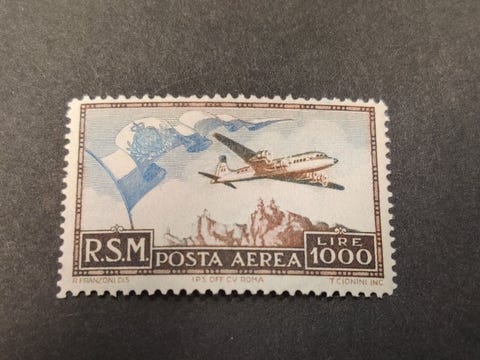 R.S.M. POSTA AEREA LIRE 1000
R. FRANZONI DIS. I.P.S. OFF. C.V. ROMA T. CIONINI INC.